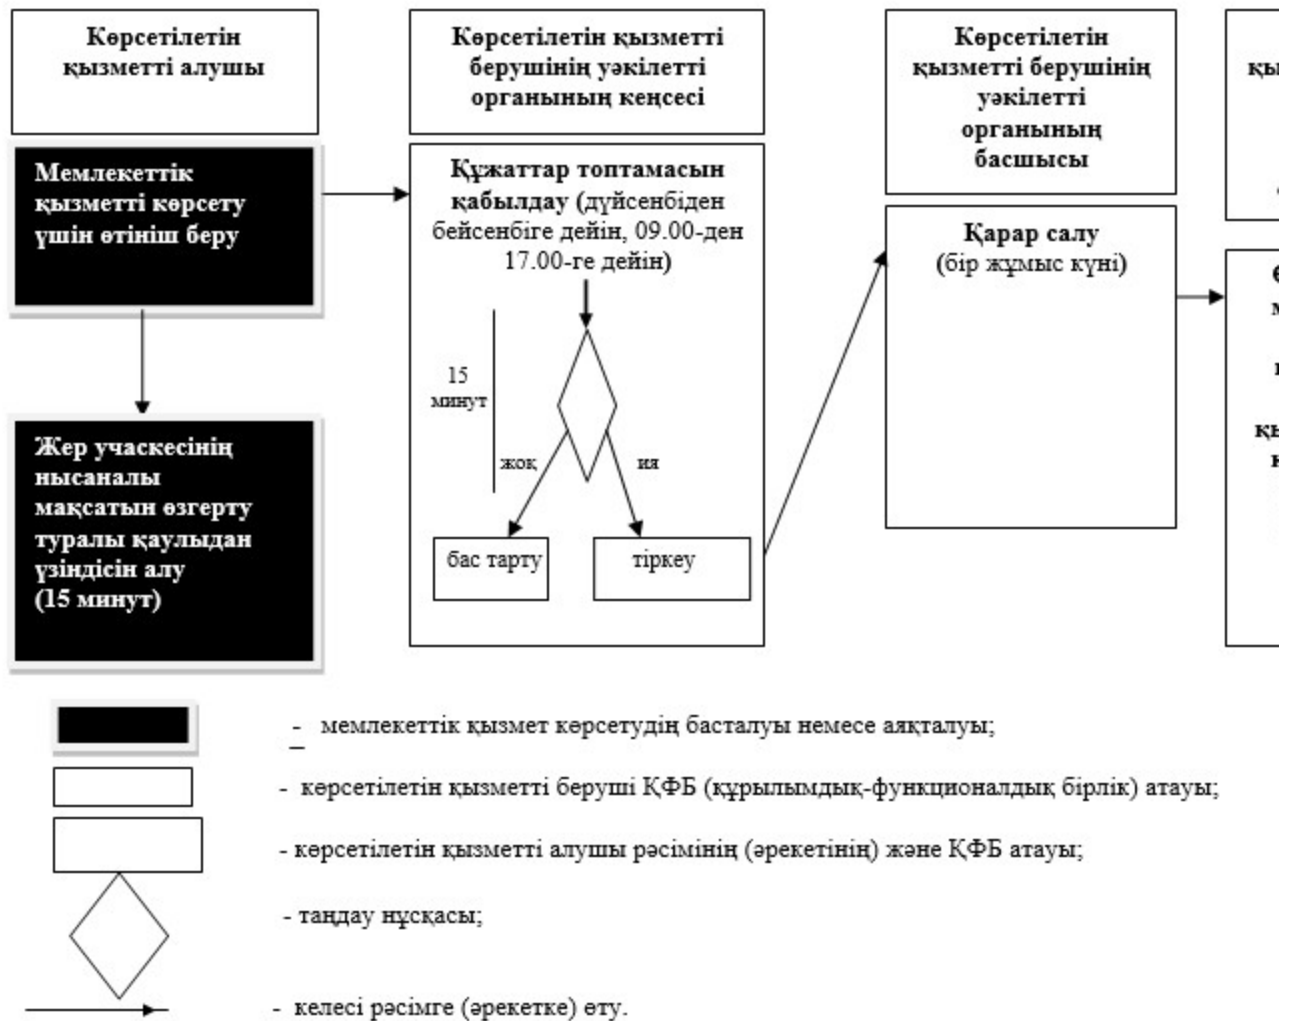 Көрсетілетін
қызметті алушы
Көрсетілетін қызметті
берушінің уәкілетті
органының кеңсесі
Көрсетілетін
қызметті берушінің
уәкілетті
органының
басшысы
Мемлекеттік
қызметті көрсету
үшін өтініш беру
Құжаттар топтамасын
қабылдау (дүйсенбіден
бейсенбіге дейін, 09.00-ден
17.00-ге дейін)
Қарар салу
(бір жұмыс күні)
15
минут
жоқ
ия
бас тарту
тіркеу
Жер учаскесінің
нысаналы
мақсатын өзгерту
туралы қаулыдан
үзіндісін алу
(15 минут)
- мемлекеттік қызмет көрсетудің басталуы немесе аяқталуы;
- көрсетілетін қызметті беруші ҚФБ (құрылымдық-функционалдық бірлік) атауы;
- көрсетілетін қызметті алушы рәсімінің (әрекетінің) және ҚФБ атауы;
- таңдау нұсқасы;
- келесі рәсімге (әрекетке) өту.